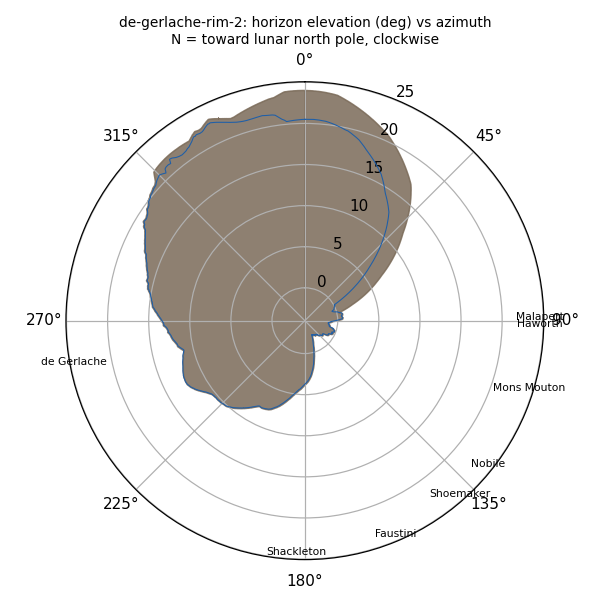 de-gerlache-rim-2: horizon elevation (deg) vs azimuth
N = toward lunar north pole, clockwise
0°
25
315°
20
45°
15
10
5
0
270°
Malapert
90°
Haworth
de Gerlache
Mons Mouton
Nobile
Shoemaker
225°
135°
Faustini
Shackleton
180°